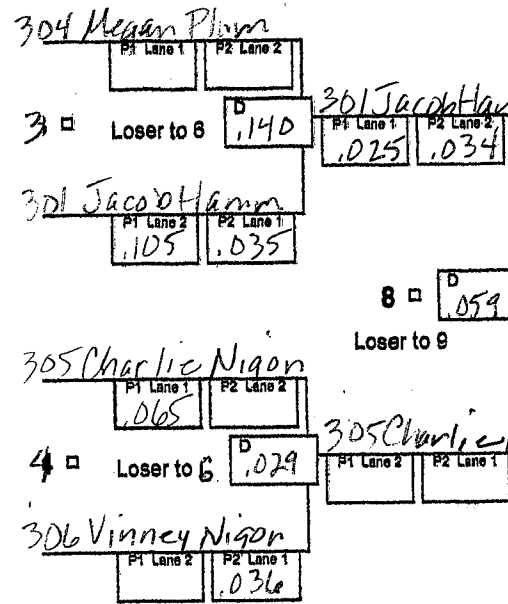 304 Megan Plum
P1 Lane 1 P2 Lane 2
3 Loser to 6 D .140
301 Jacob Ham
P1 Lane 1 P2 Lane 2
.025 .034
301 Jacob Hamm
P1 Lane 2 P2 Lane 1
.105 .035
8 D .059
Loser to 9
305 Charlie Nigon
P1 Lane 1 P2 Lane 2
.065
4 Loser to 6 D .029
305 Charlie
P1 Lane 2 P2 Lane 1
306 Vinney Nigon
P1 Lane 2 P2 Lane 1
.036